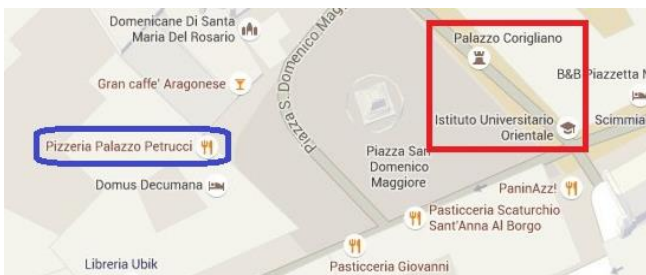 Domenicane Di Santa
Maria Del Rosario
Palazzo Corigliano
Gran caffe' Aragonese
Piazza S. Domenico Mag
B&B Piazzetta
Istituto Universitario
Orientale
Scimmia
Pizzeria Palazzo Petrucci
Piazza San
Domenico
Maggiore
Domus Decumana
PaninAzz!
Pasticceria Scaturchio
Sant'Anna Al Borgo
Libreria Ubik
Pasticceria Giovanni